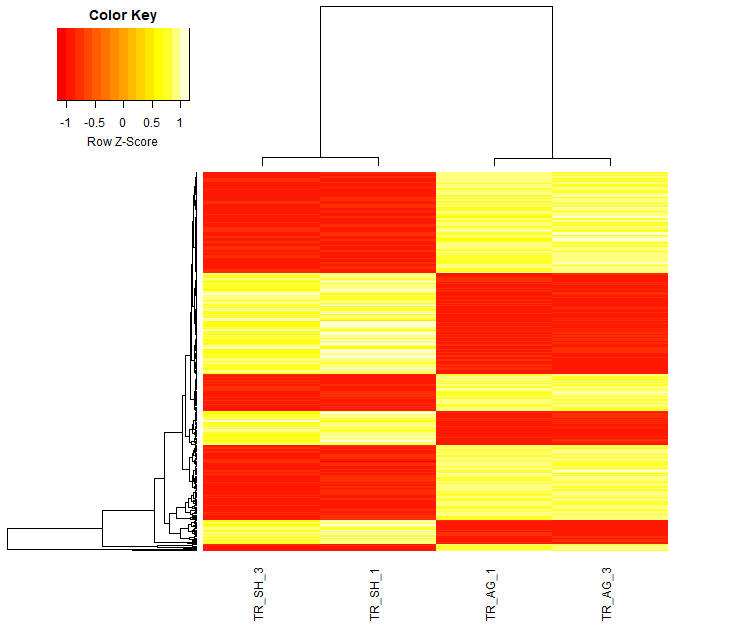 Color Key
-1 -0.5 0 0.5 1
Row Z-Score
TR_SH_3
TR_SH_1
TR_AG_1
TR_AG_3